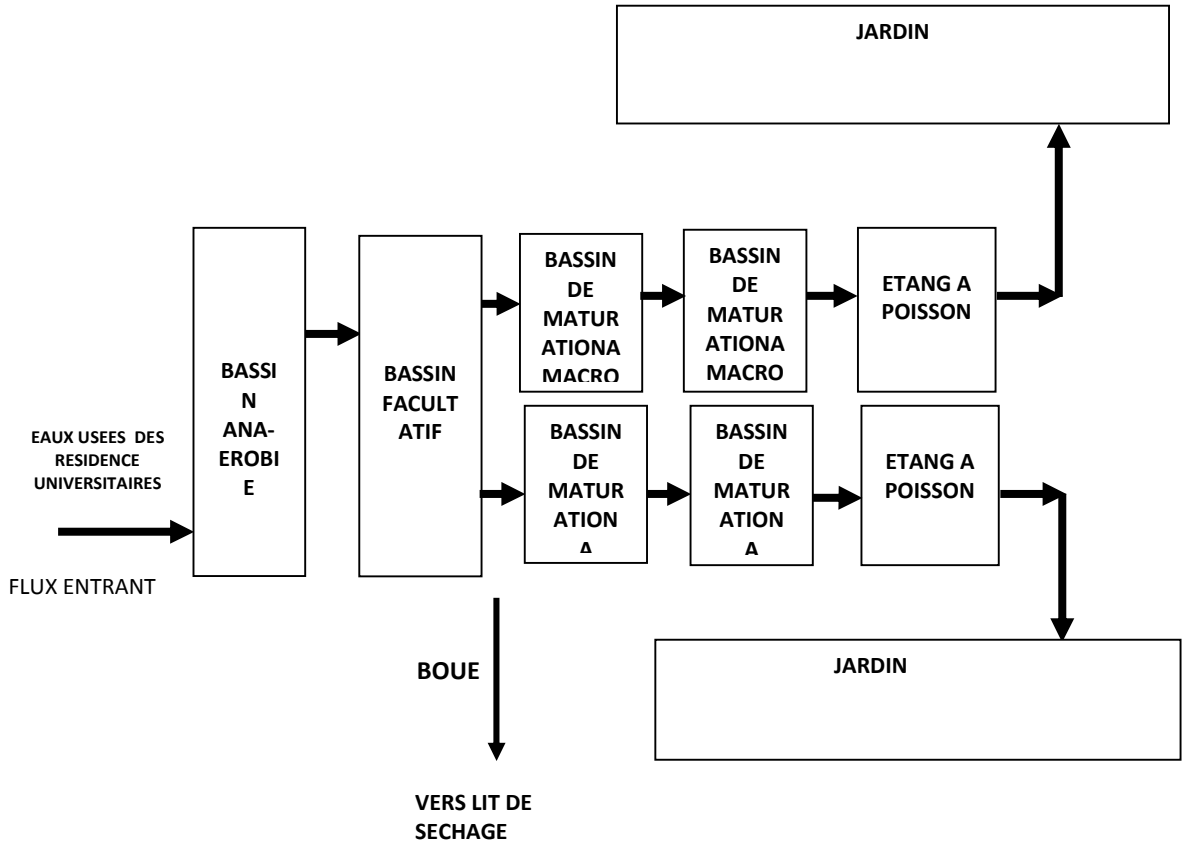 JARDIN
EAUX USEES DES
RESIDENCE
UNIVERSITAIRES
FLUX ENTRANT
BASSI
N
ANA-
EROBI
E
BASSIN
FACULT
ATIF
BASSIN
DE
MATUR
ATIONA
MACRO
BASSIN
DE
MATUR
ATIONA
MACRO
ETANG A
POISSON
BASSIN
DE
MATUR
ATION
A
BASSIN
DE
MATUR
ATION
A
ETANG A
POISSON
BOUE
VERS LIT DE
SECHAGE
JARDIN